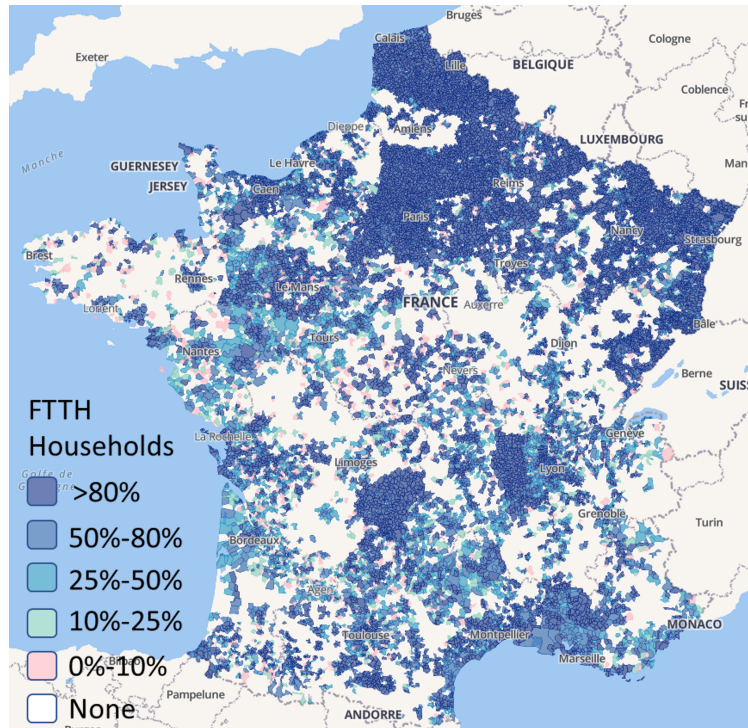 Calais
Bruges
Cologne
Exeter
Lille
BELGIQUE
Coblence
Dieppe
Amiens
LUXEMBOURG
Manche
GUERNESEY
Le Havre
JERSEY
Caen
Reims
Paris
Nancy
Strasbourg
Brest
Rennes
Le Mans
Troyes
Lorient
FRANCE
Auxerre
Tours
Bâle
Nantes
Dijon
Nevers
Berne
La Rochelle
Genève
Limoges
Lyon
Grenoble
Turin
Bordeaux
Agen
Toulouse
Montpellier
MONACO
Marseille
Pampelune
ANDORRE
FTTH
Households
Golfe de
>80%
50%-80%
25%-50%
10%-25%
0%-10%
None